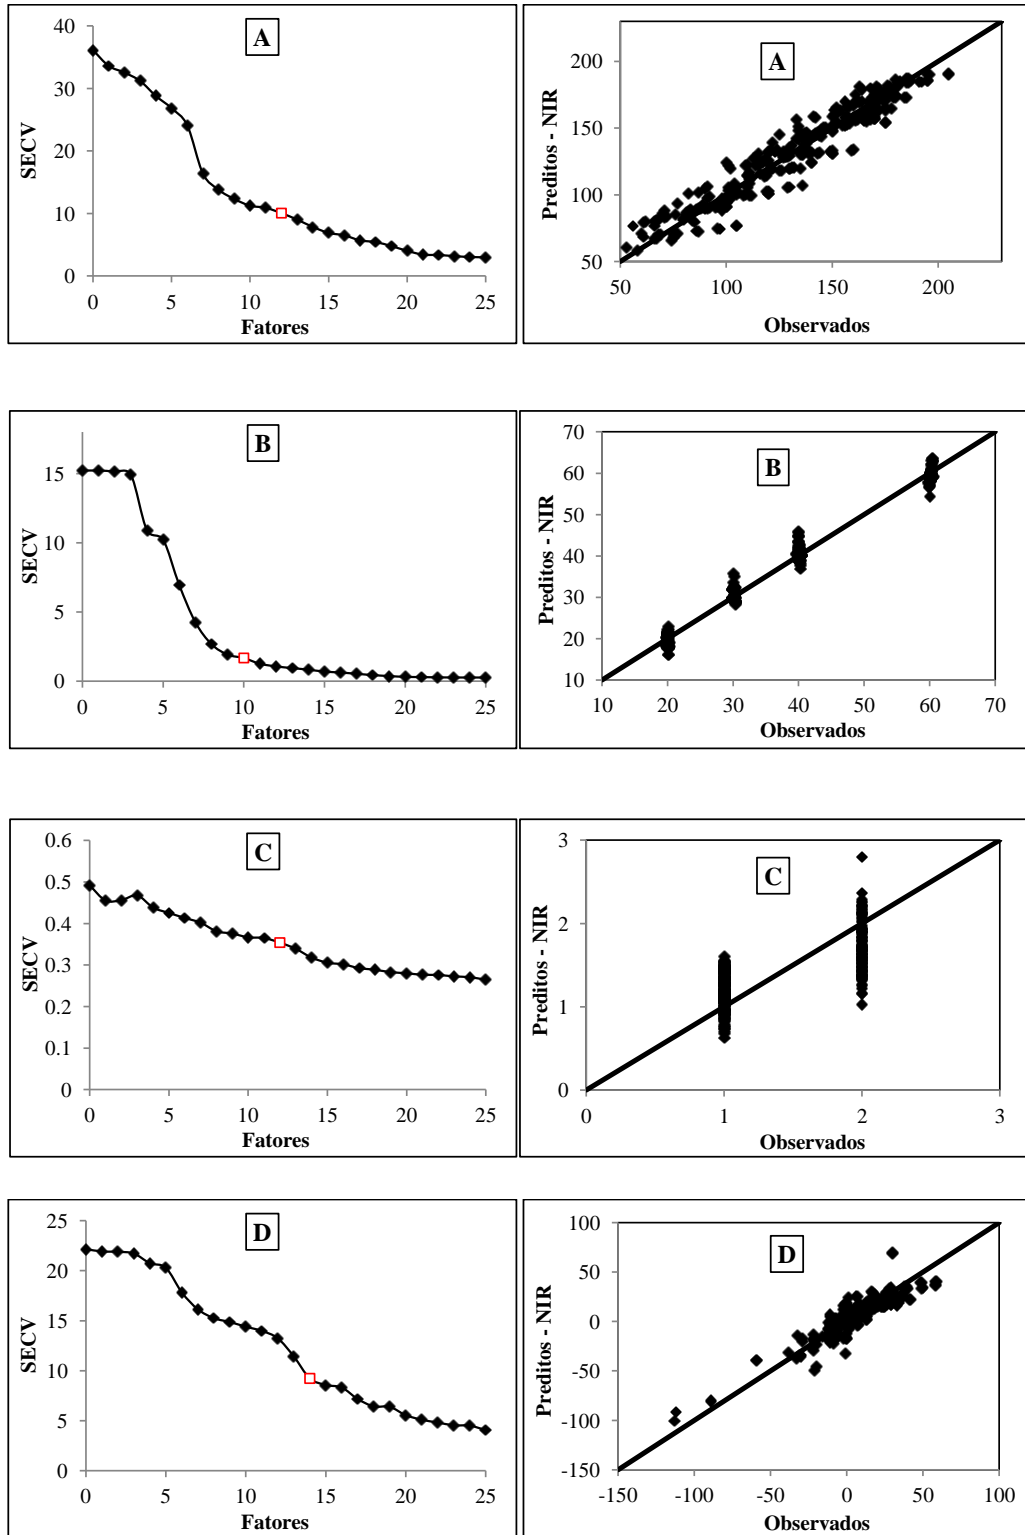 A
SECV
40
30
20
10
0
0 5 10 15 20 25
Fatores
A
Preditos - NIR
200
150
100
50
50 100 150 200
Observados
B
SECV
15
10
5
0
0 5 10 15 20 25
Fatores
B
Preditos - NIR
70
60
50
40
30
20
10
10 20 30 40 50 60 70
Observados
C
SECV
0.6
0.5
0.4
0.3
0.2
0.1
0
0 5 10 15 20 25
Fatores
C
Preditos - NIR
3
2
1
0
0 1 2 3
Observados
D
SECV
25
20
15
10
5
0
0 5 10 15 20 25
Fatores
D
Preditos - NIR
100
50
0
-50
-100
-150
-150 -100 -50 0 50 100
Observados